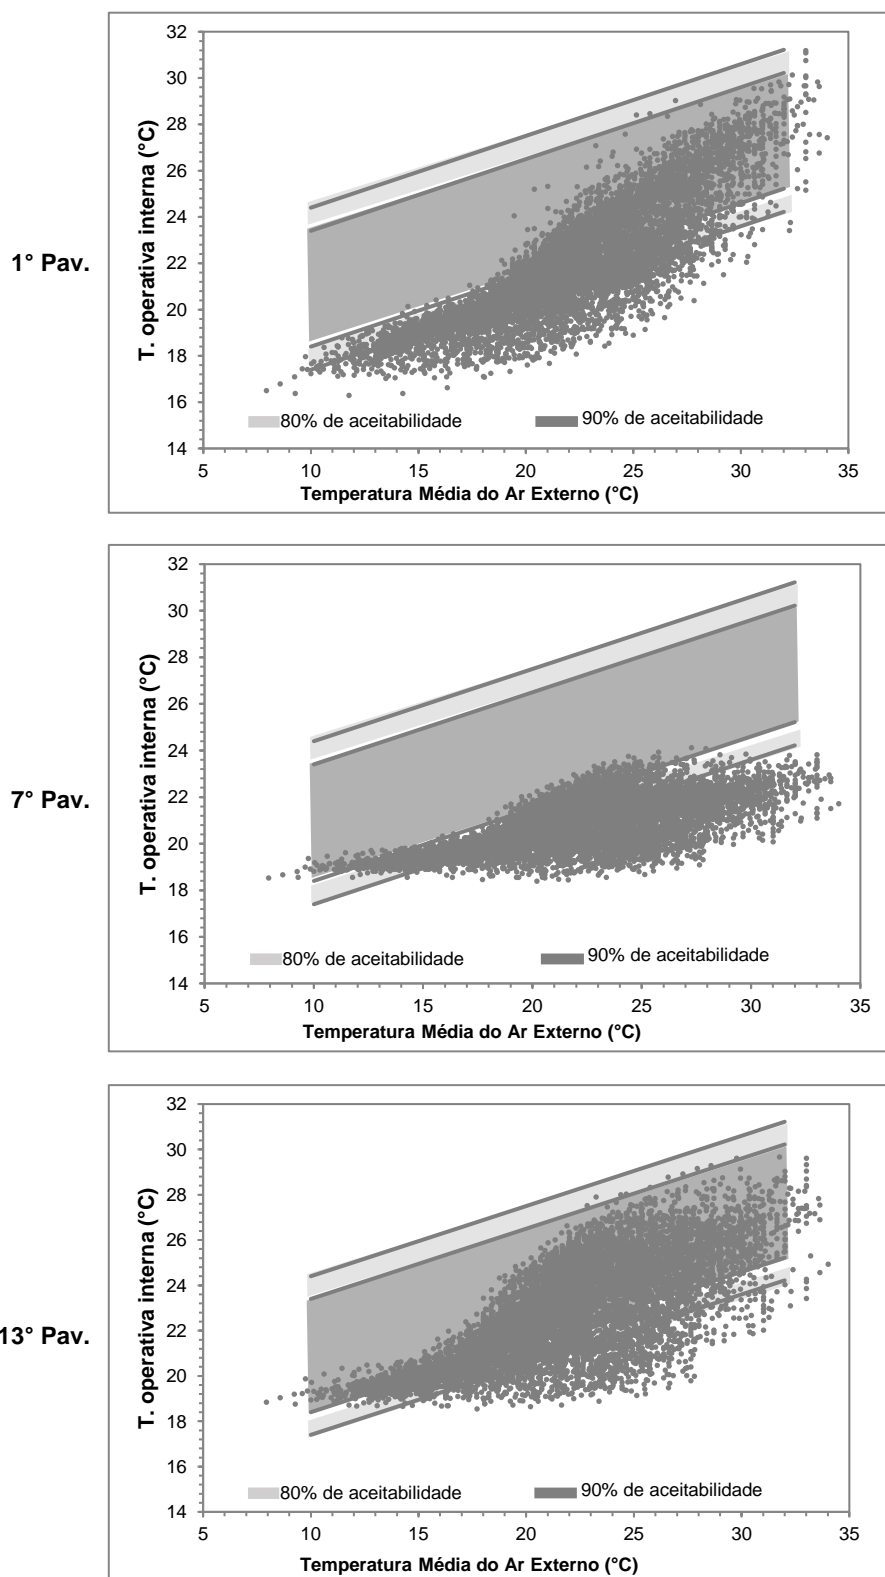 32
30
28
26
24
22
20
18
16
14
T. operativa interna (°C)
1° Pav.
80% de aceitabilidade 90% de aceitabilidade
5 10 15 20 25 30 35
Temperatura Média do Ar Externo (°C)
32
30
28
26
24
22
20
18
16
14
T. operativa interna (°C)
7° Pav.
80% de aceitabilidade 90% de aceitabilidade
5 10 15 20 25 30 35
Temperatura Média do Ar Externo (°C)
32
30
28
26
24
22
20
18
16
14
T. operativa interna (°C)
13° Pav.
80% de aceitabilidade 90% de aceitabilidade
5 10 15 20 25 30 35
Temperatura Média do Ar Externo (°C)